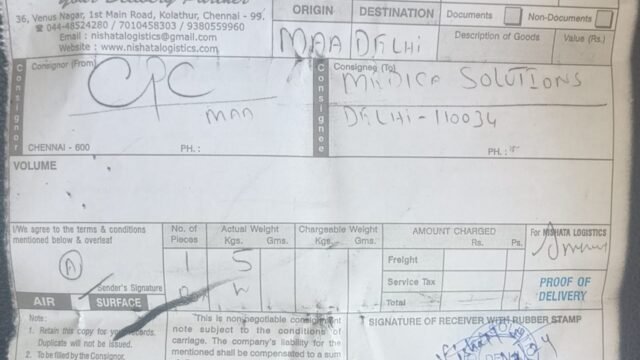 your Delivery Partner
36, Venus Nagar, 1st Main Road, Kolathur, Chennai - 99.
☎ 044-48524280 / 7010458303 / 9380559960
Email : nishatalogistics@gmail.com
Website : www.nishatalogistics.com
ORIGIN DESTINATION Documents Non-Documents
MAA DELHI Description of Goods Value (Rs.)
Consignor Consignor (From) Consignee Consignee (To)
CPC MEDICA SOLUTIONS
MAA DELHI-110034
CHENNAI - 600 PH. : PH. :
VOLUME
I/We agree to the terms & conditions mentioned below & overleaf
No. of Pieces Actual Weight Kgs. Gms. Chargeable Weight Kgs. Gms. AMOUNT CHARGED Rs. Ps. For NISHATA LOGISTICS
A 1 5 Freight
Sender's Signature Service Tax PROOF OF DELIVERY
AIR SURFACE Total
Note: This is non-negotiable consignment SIGNATURE OF RECEIVER WITH RUBBER STAMP
1. Retain this copy for your records. note subject to the conditions of
Duplicate will not be issued. carriage. The company's liability for
2. To be filled by the Consignor. mentioned shall be compensated to a sum